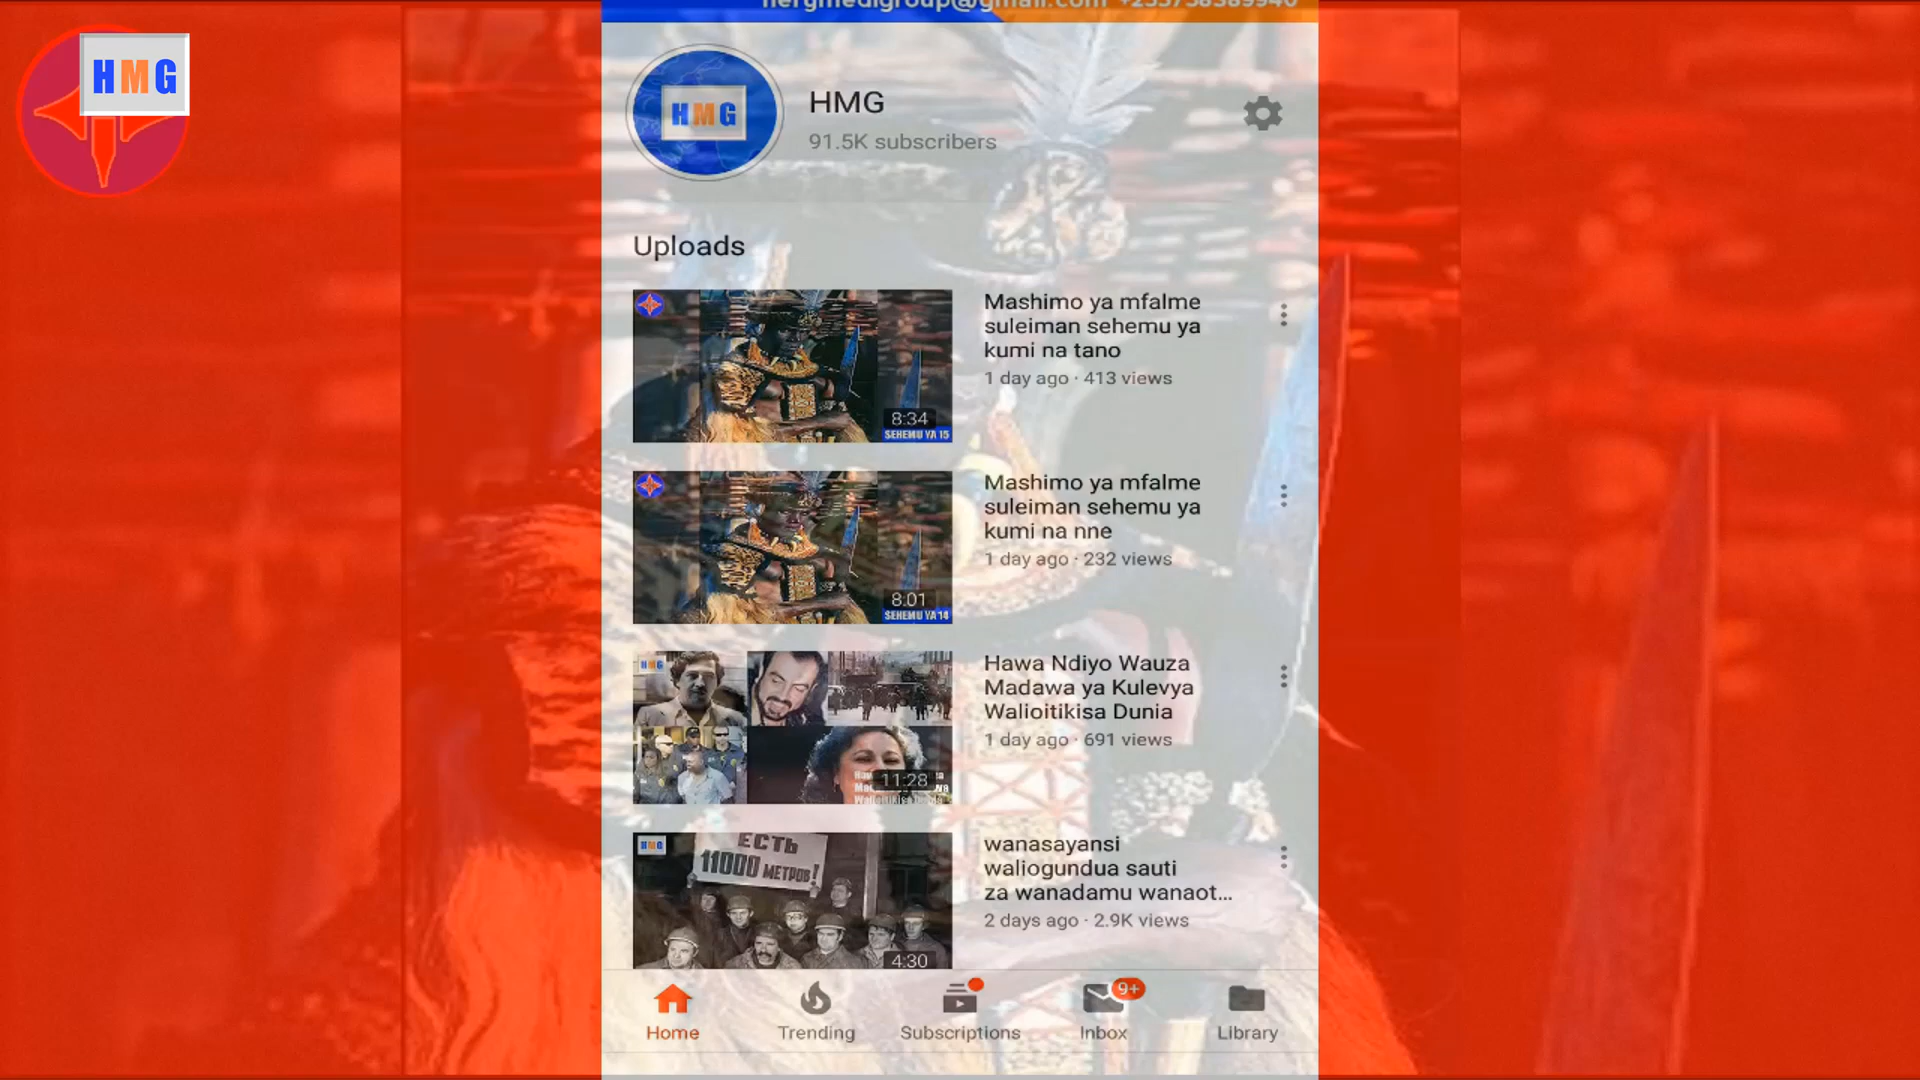 HMG
HMG
HMG
91.5K subscribers
Uploads
Mashimo ya mfalme
suleiman sehemu ya
kumi na tano
1 day ago · 413 views
8:34
SEHEMU YA 15
Mashimo ya mfalme
suleiman sehemu ya
kumi na nne
1 day ago · 232 views
8:01
SEHEMU YA 14
HMG
Hawa Ndiyo Wauza
Madawa ya Kulevya
Walioitikisa Dunia
1 day ago · 691 views
11:28
HMG
ЕСТЬ
11000 МЕТРОВ!
wanasayansi
waliogundua sauti
za wanadamu wanaot...
2 days ago · 2.9K views
4:30
9+
Home
Trending
Subscriptions
Inbox
Library